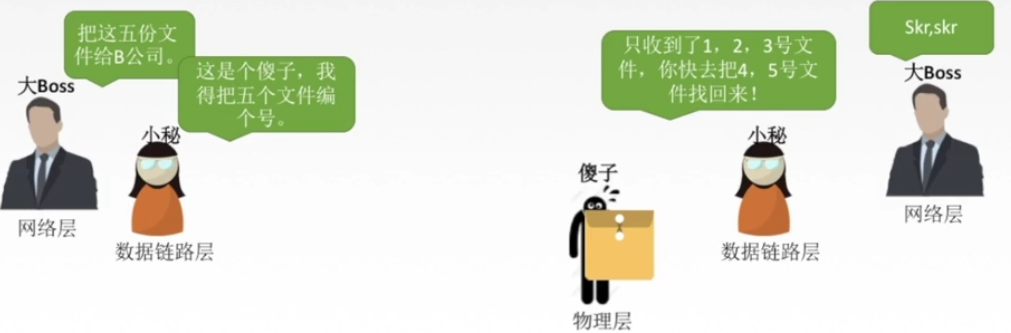 把这五份文
件给B公司。
大Boss
这是个傻子，我
得把五个文件编
个号。
小秘
网络层
数据链路层
只收到了1，2，3号文
件，你快去把4，5号文
件找回来！
傻子
物理层
小秘
数据链路层
Skr,skr
大Boss
网络层